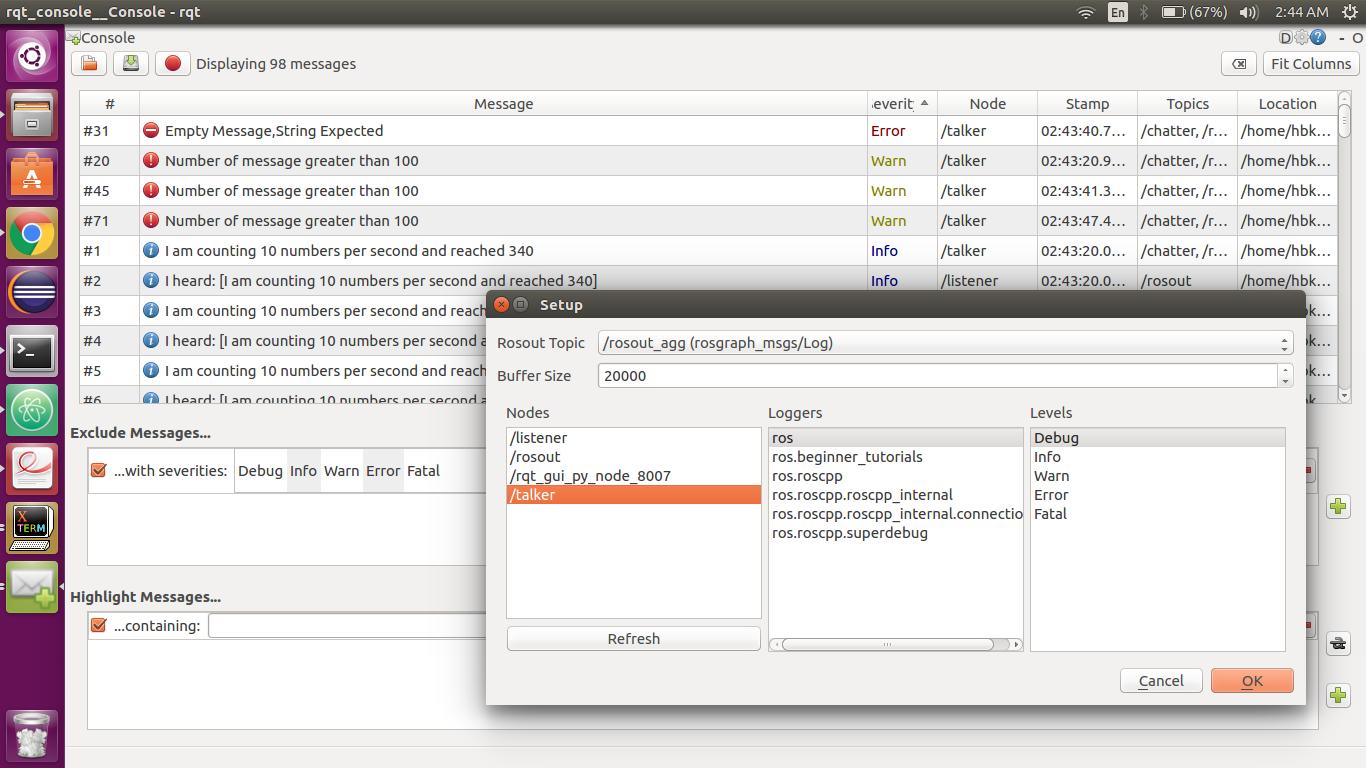 rqt_console__Console - rqt
En (67%) 2:44 AM
Console D - O
Displaying 98 messages Fit Columns
# Message everit Node Stamp Topics Location
#31 Empty Message,String Expected Error /talker 02:43:40.7... /chatter, /r... /home/hbk...
#20 Number of message greater than 100 Warn /talker 02:43:20.9... /chatter, /r... /home/hbk...
#45 Number of message greater than 100 Warn /talker 02:43:41.3... /chatter, /r... /home/hbk...
#71 Number of message greater than 100 Warn /talker 02:43:47.4... /chatter, /r... /home/hbk...
#1 I am counting 10 numbers per second and reached 340 Info /talker 02:43:20.0... /chatter, /r... /home/hbk...
#2 I heard: [I am counting 10 numbers per second and reached 340] Info /listener 02:43:20.0... /rosout /home/hbk...
#3 I am counting 10 numbers per second and reach
#4 I heard: [I am counting 10 numbers per second a
#5 I am counting 10 numbers per second and reach
#6 I heard: [I am counting 10 numbers per second a
Exclude Messages...
...with severities: Debug Info Warn Error Fatal
Highlight Messages...
...containing:
Setup
Rosout Topic /rosout_agg (rosgraph_msgs/Log)
Buffer Size 20000
Nodes Loggers Levels
/listener ros Debug
/rosout ros.beginner_tutorials Info
/rqt_gui_py_node_8007 ros.roscpp Warn
/talker ros.roscpp.roscpp_internal Error
ros.roscpp.roscpp_internal.connectio Fatal
ros.roscpp.superdebug
Refresh
Cancel OK
XTERM